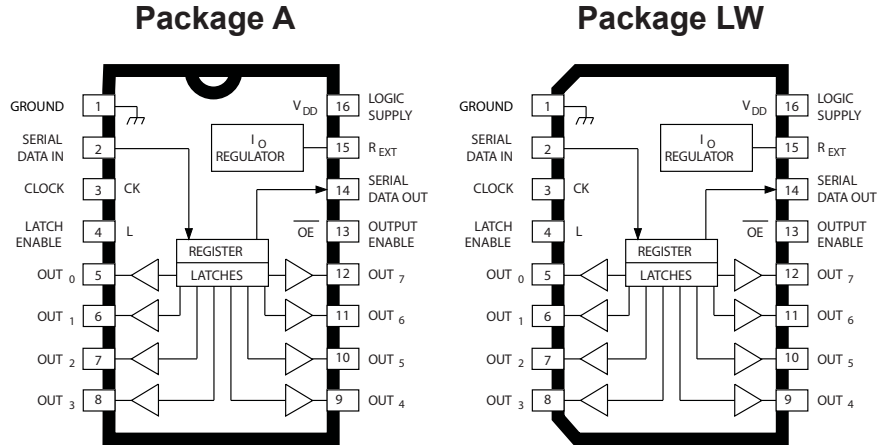 Package A
GROUND 1 V DD 16 LOGIC SUPPLY
SERIAL DATA IN 2 I O REGULATOR 15 R EXT
CLOCK 3 CK 14 SERIAL DATA OUT
LATCH ENABLE 4 L OE 13 OUTPUT ENABLE
REGISTER
OUT 0 5 LATCHES 12 OUT 7
OUT 1 6 11 OUT 6
OUT 2 7 10 OUT 5
OUT 3 8 9 OUT 4
Package LW
GROUND 1 V DD 16 LOGIC SUPPLY
SERIAL DATA IN 2 I O REGULATOR 15 R EXT
CLOCK 3 CK 14 SERIAL DATA OUT
LATCH ENABLE 4 L OE 13 OUTPUT ENABLE
REGISTER
OUT 0 5 LATCHES 12 OUT 7
OUT 1 6 11 OUT 6
OUT 2 7 10 OUT 5
OUT 3 8 9 OUT 4